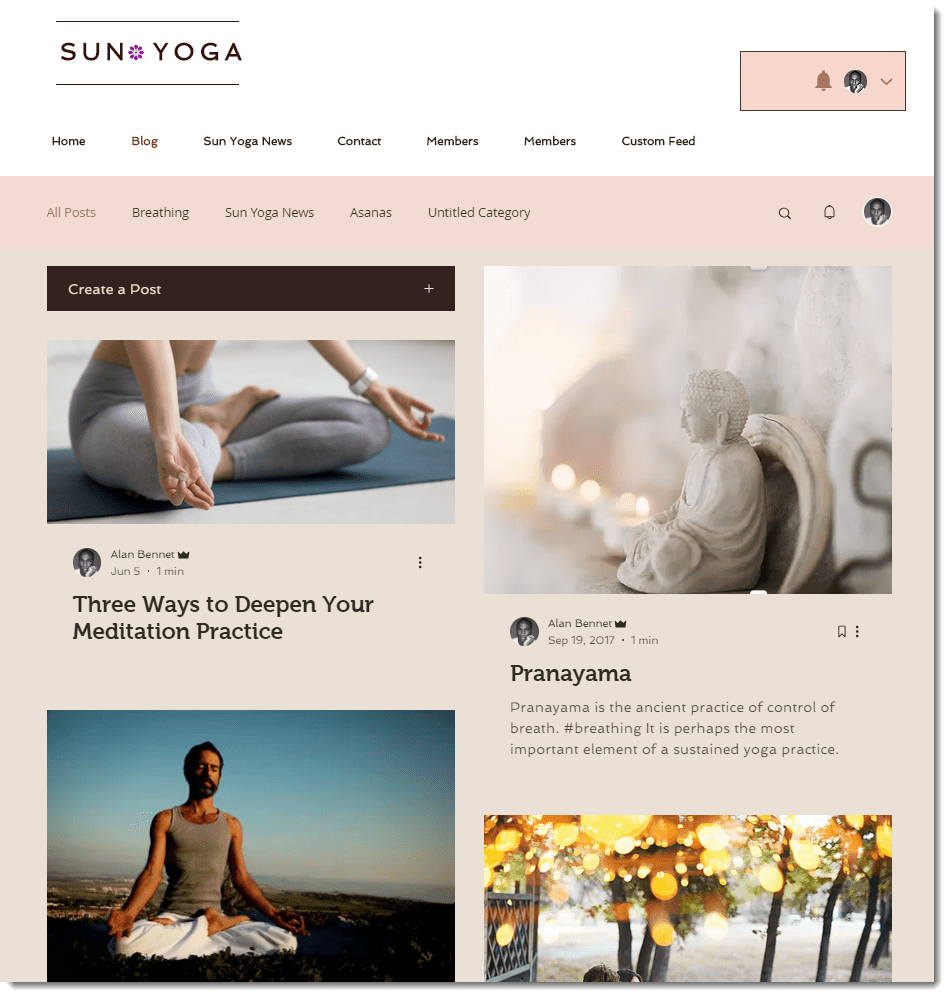 SUN YOGA
Home Blog Sun Yoga News Contact Members Members Custom Feed
All Posts Breathing Sun Yoga News Asanas Untitled Category
Create a Post +
Alan Bennet
Jun 5 · 1 min
Three Ways to Deepen Your
Meditation Practice
Alan Bennet
Sep 19, 2017 · 1 min
Pranayama
Pranayama is the ancient practice of control of
breath. #breathing It is perhaps the most
important element of a sustained yoga practice.